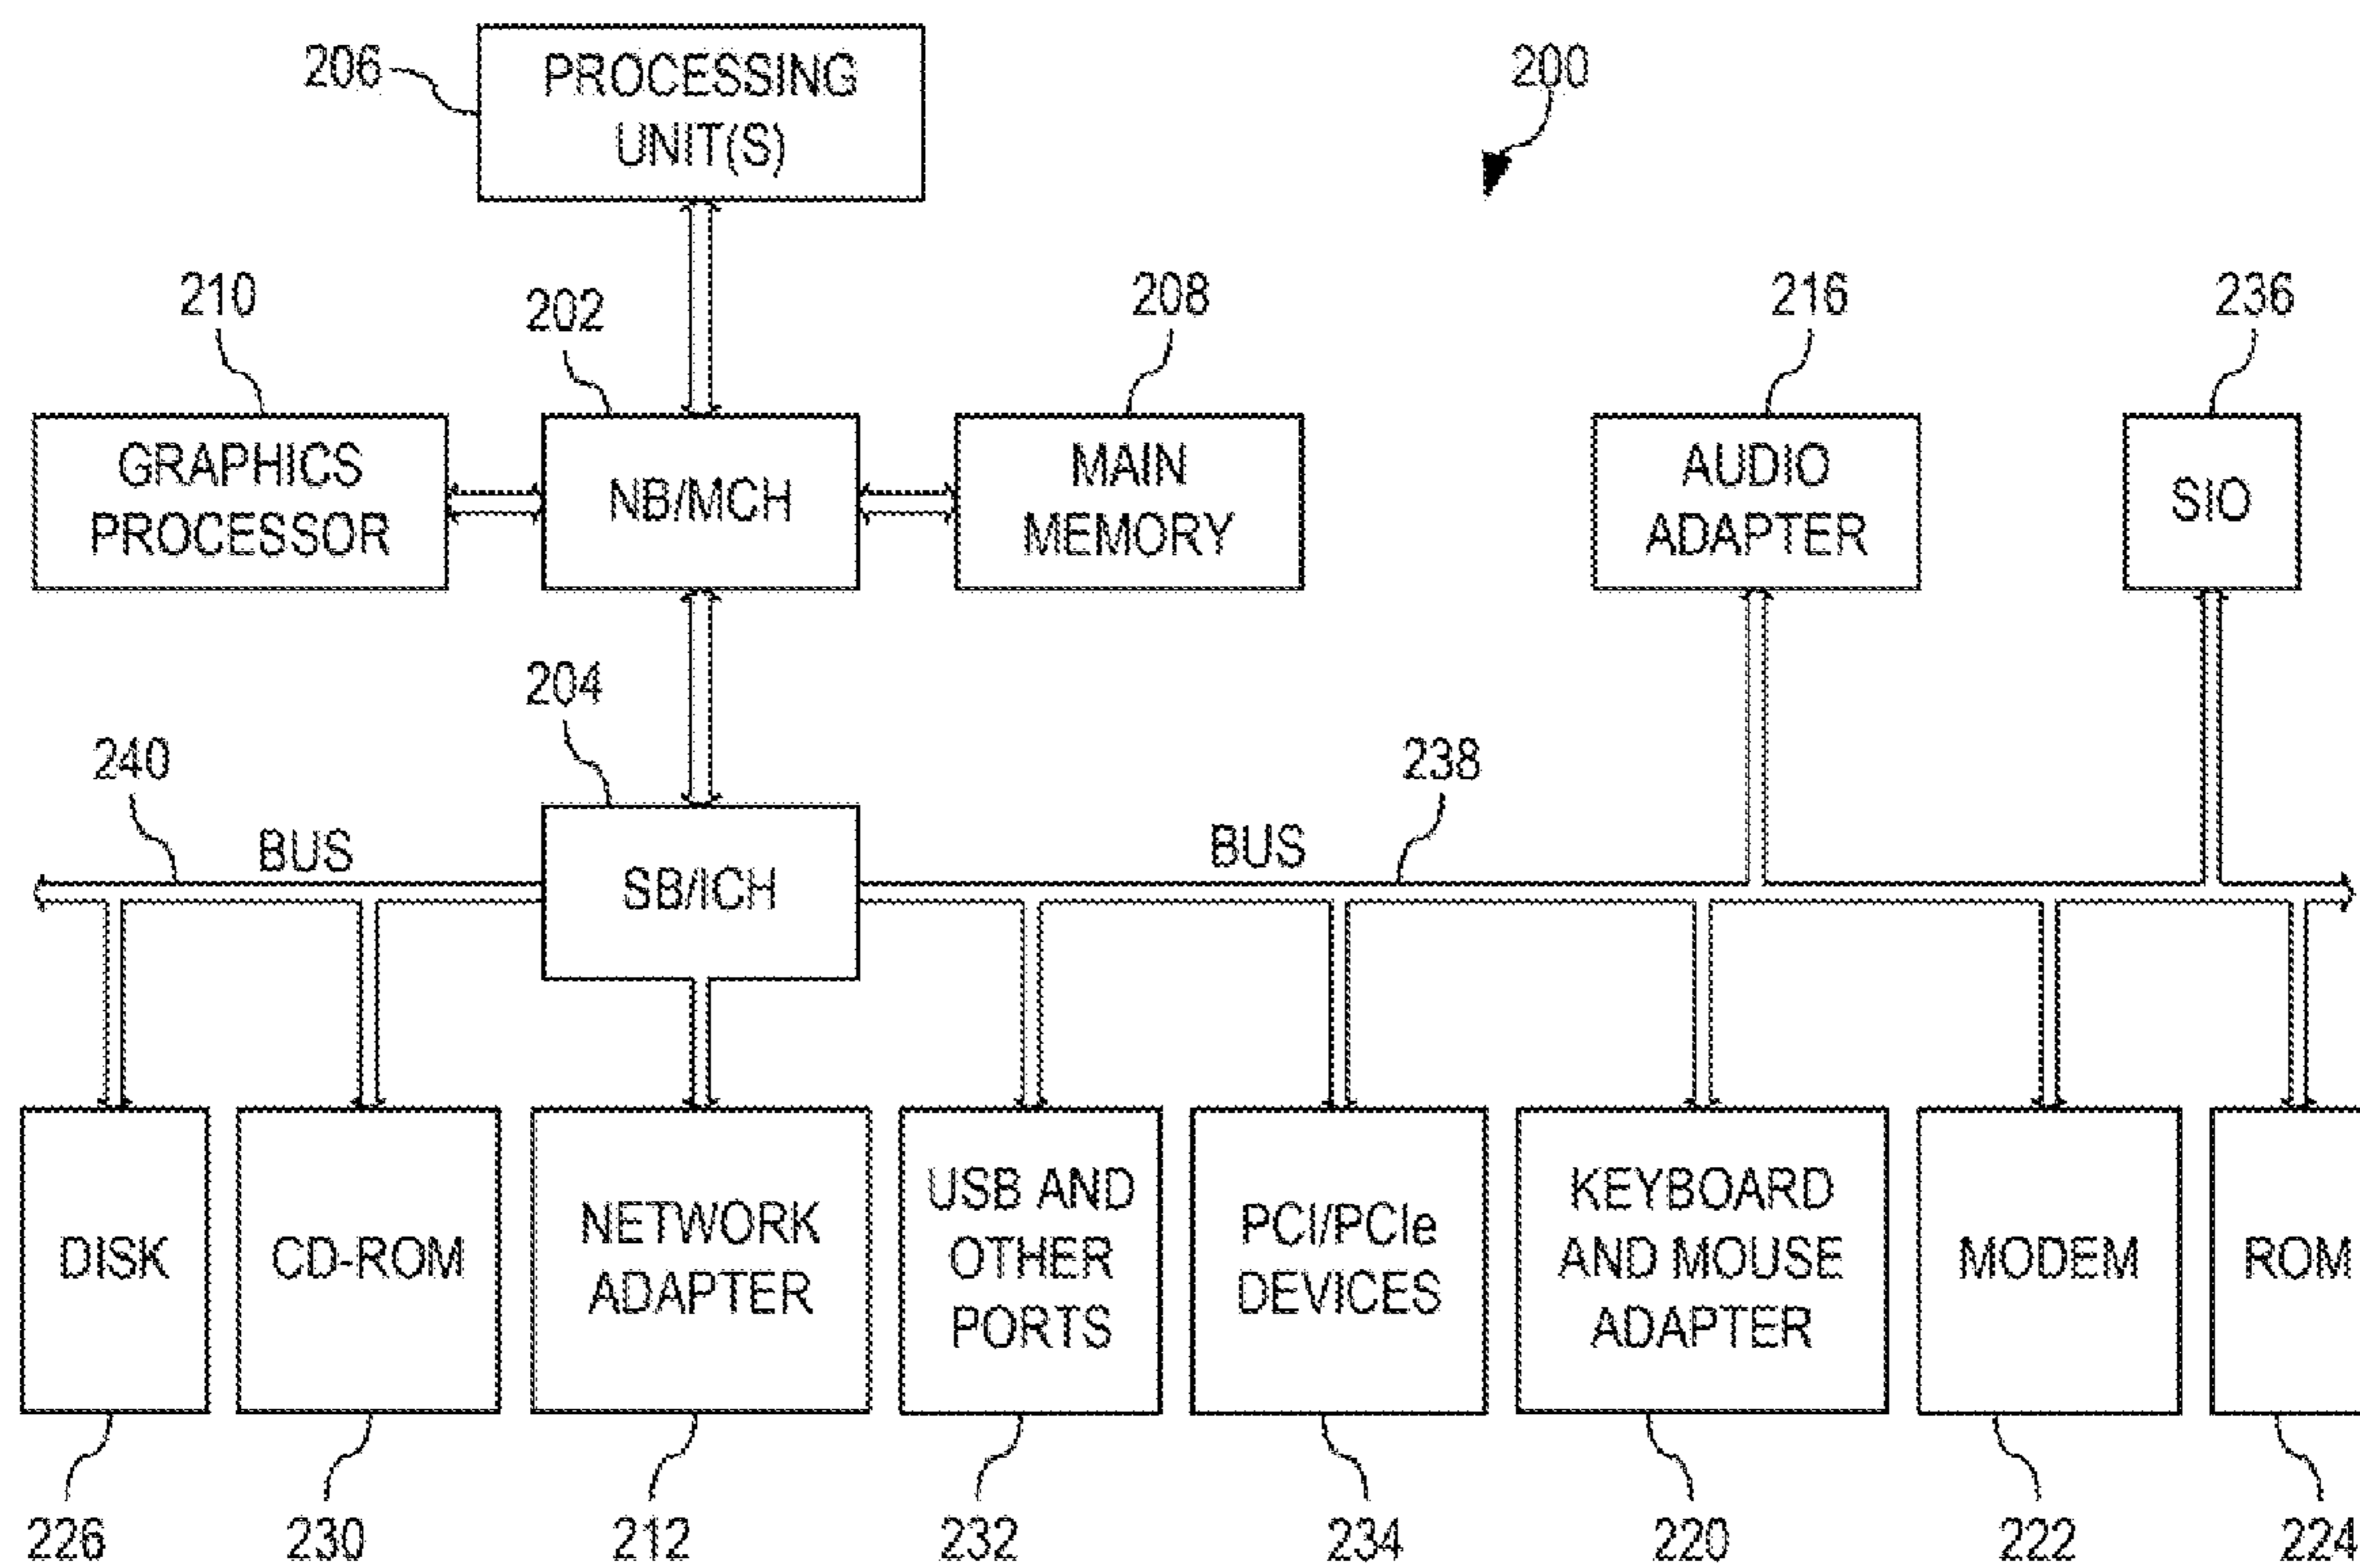 206
PROCESSING
UNIT(S)
200
210
202
208
216
236
GRAPHICS
PROCESSOR
NB/MCH
MAIN
MEMORY
AUDIO
ADAPTER
SIO
204
240
238
BUS
SB/ICH
BUS
DISK
CD-ROM
NETWORK
ADAPTER
USB AND
OTHER
PORTS
PCI/PCIe
DEVICES
KEYBOARD
AND MOUSE
ADAPTER
MODEM
ROM
226
230
212
232
234
220
222
224